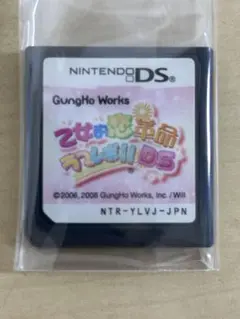 NINTENDO DS
GungHo Works
乙女的恋革命
ラブレボ!! DS
© 2006, 2008 GungHo Works, Inc. / Will
NTR-YLVJ-JPN